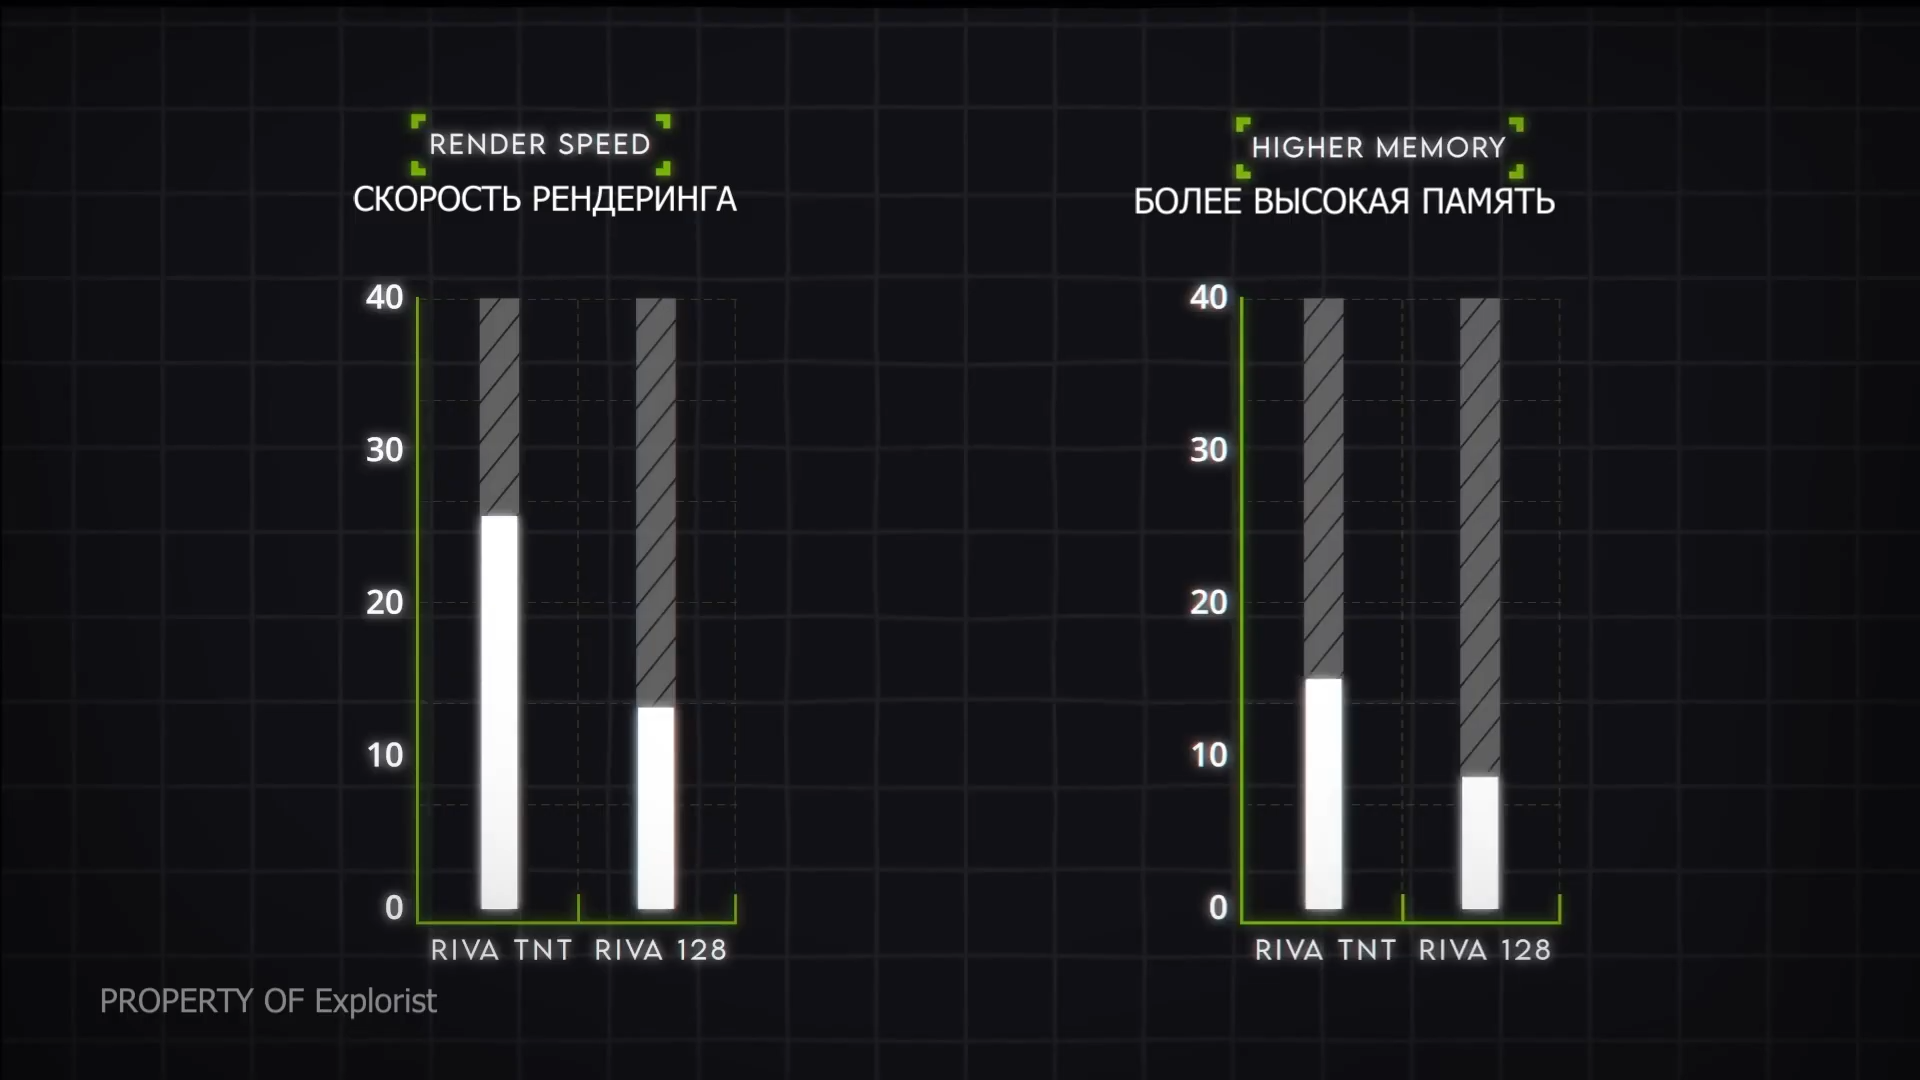 RENDER SPEED
СКОРОСТЬ РЕНДЕРИНГА
40
30
20
10
0
RIVA TNT RIVA 128
HIGHER MEMORY
БОЛЕЕ ВЫСОКАЯ ПАМЯТЬ
40
30
20
10
0
RIVA TNT RIVA 128
PROPERTY OF Explorist